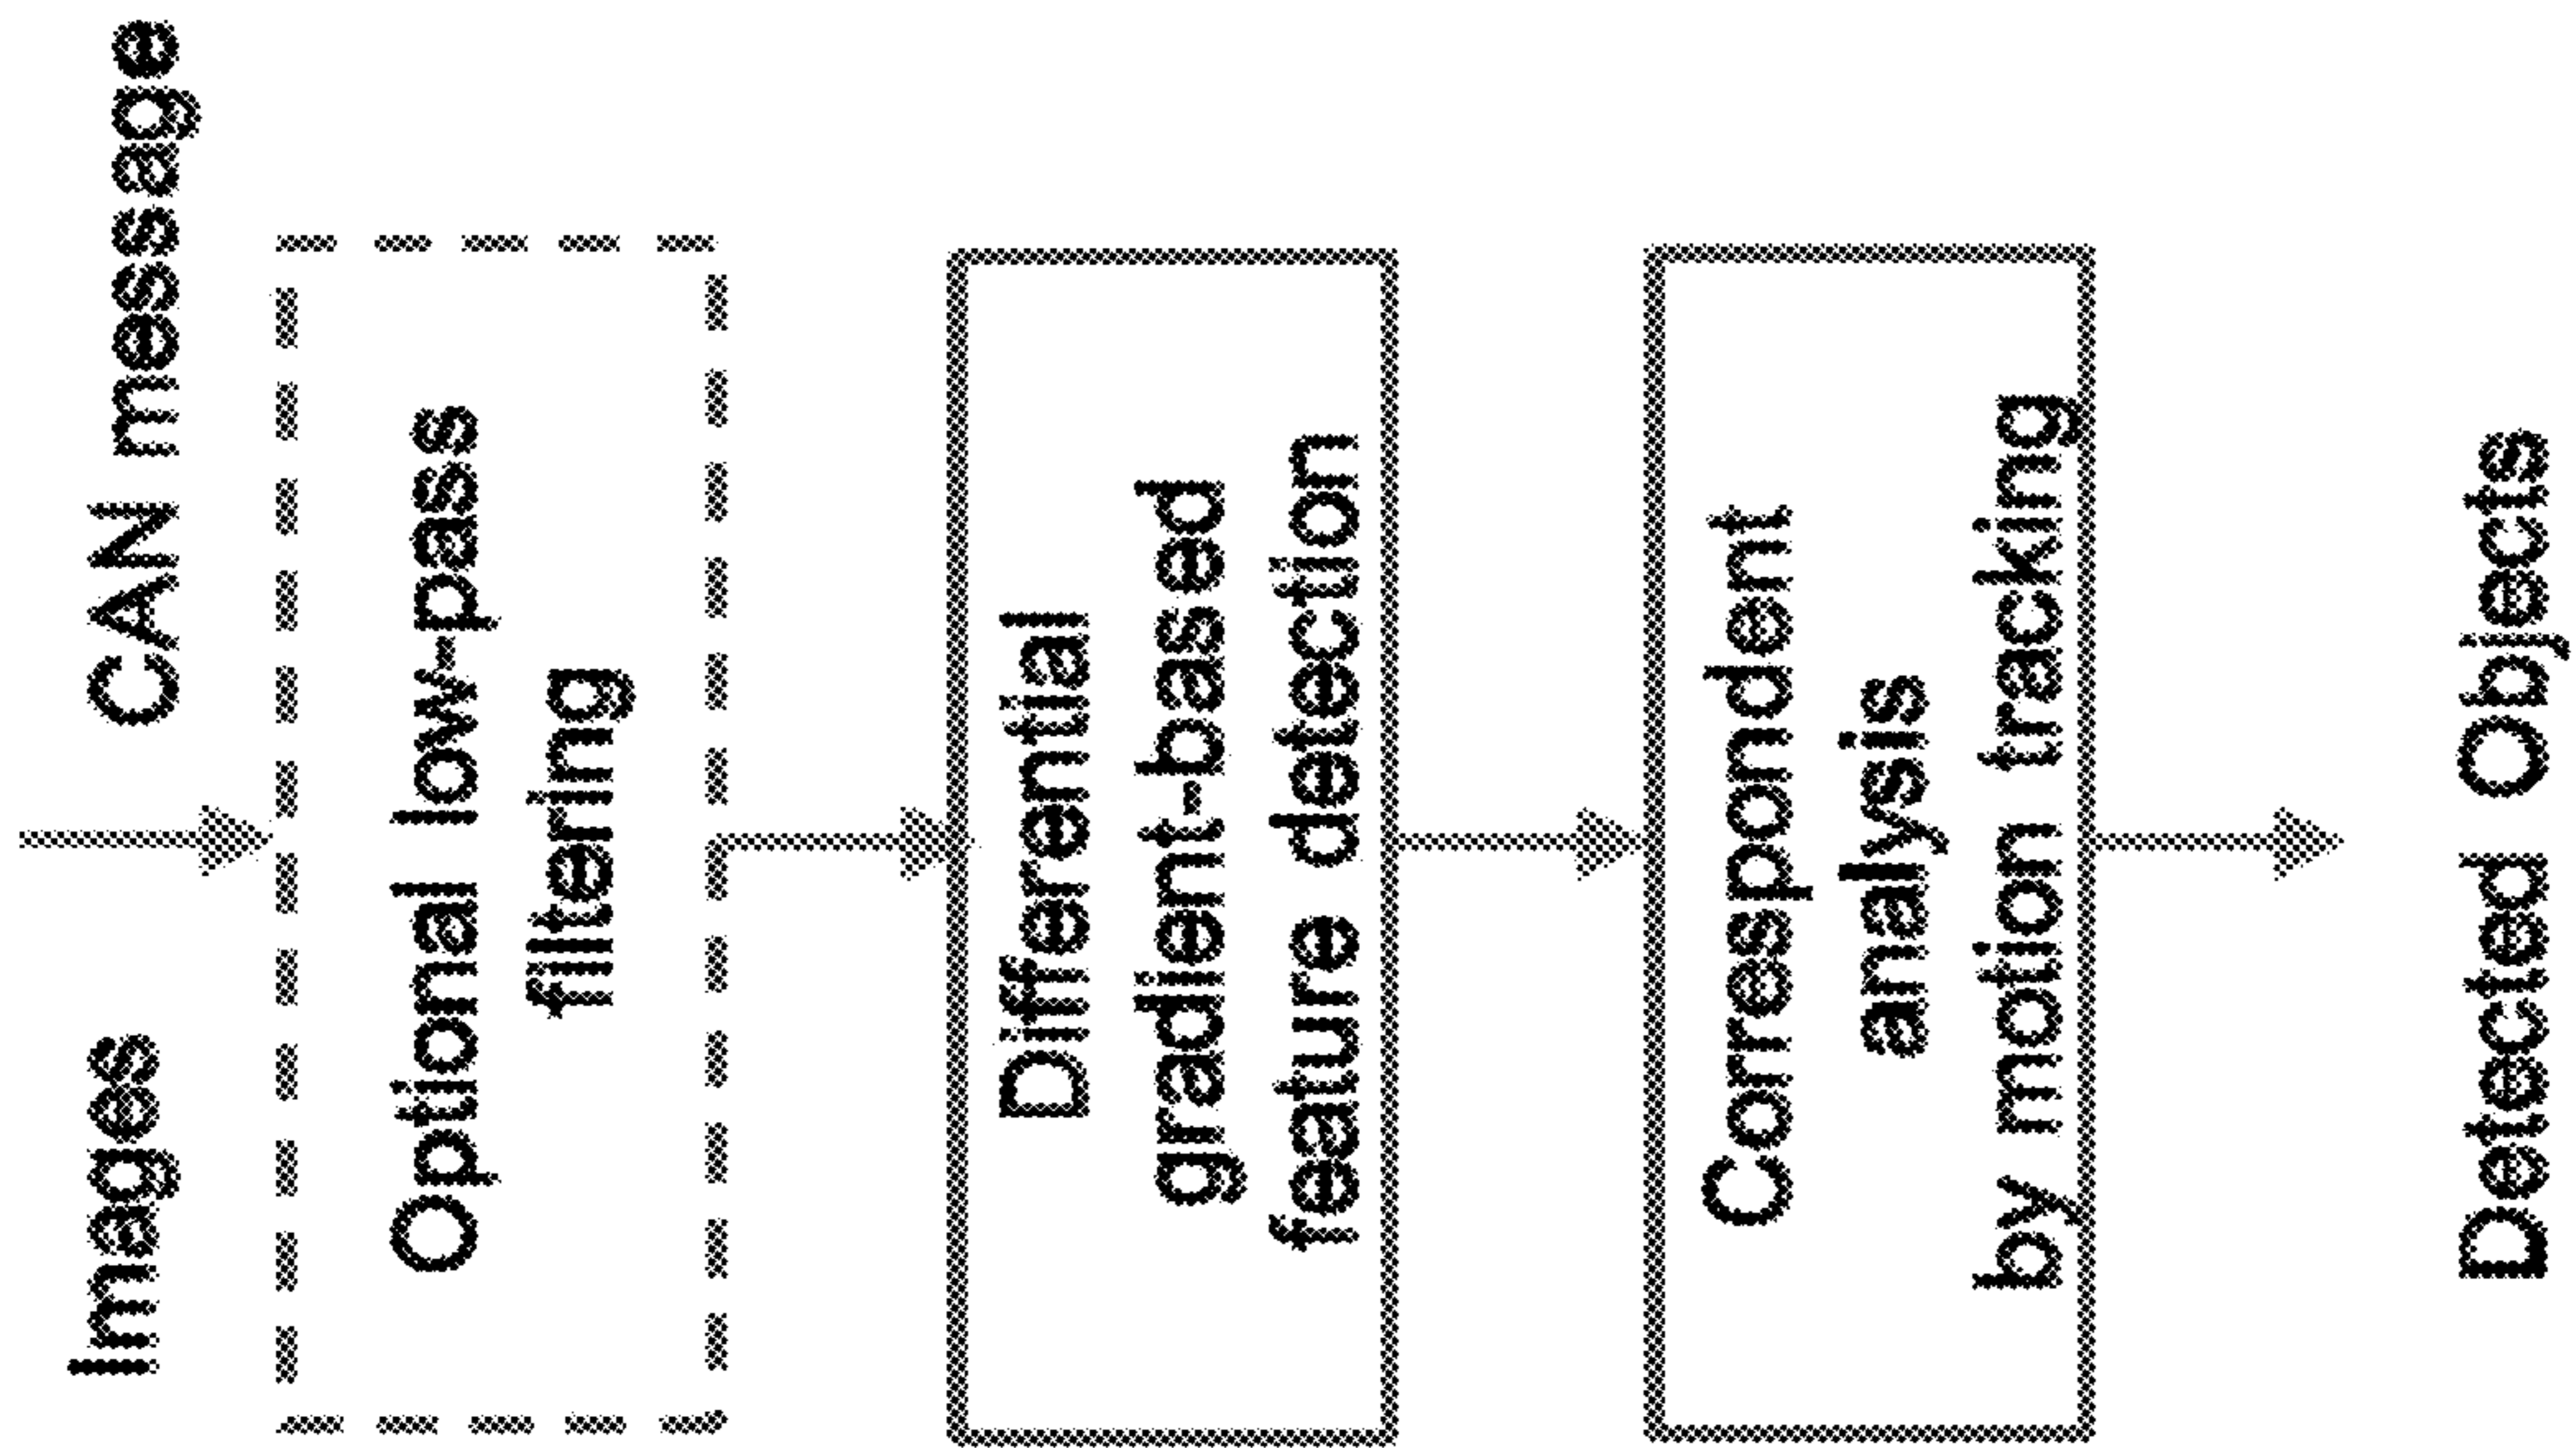 Images CAN message
Optional low-pass
filtering
Differential
gradient-based
feature detection
Correspondent
analysis
by motion tracking
Detected Objects